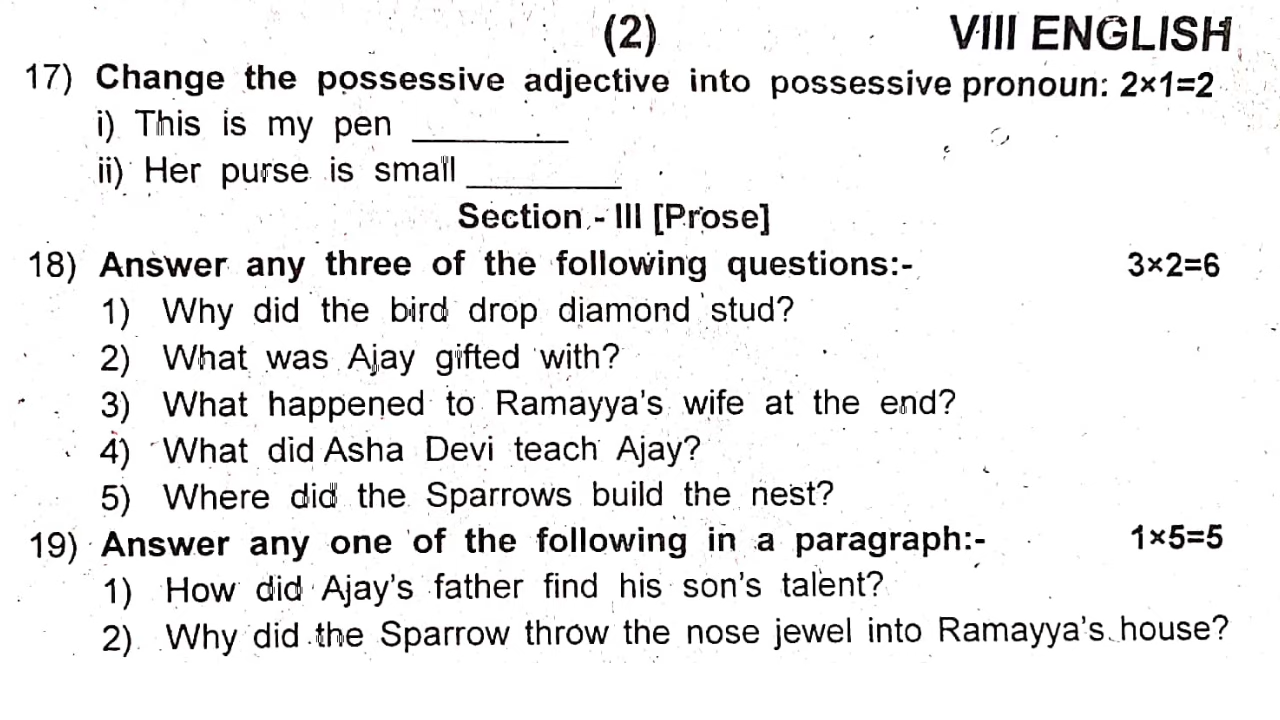 (2) VIII ENGLISH
17) Change the possessive adjective into possessive pronoun: 2×1=2
i) This is my pen ________
ii) Her purse is small ________
Section - III [Prose]
18) Answer any three of the following questions:- 3×2=6
1) Why did the bird drop diamond stud?
2) What was Ajay gifted with?
3) What happened to Ramayya's wife at the end?
4) What did Asha Devi teach Ajay?
5) Where did the Sparrows build the nest?
19) Answer any one of the following in a paragraph:- 1×5=5
1) How did Ajay's father find his son's talent?
2) Why did the Sparrow throw the nose jewel into Ramayya's house?